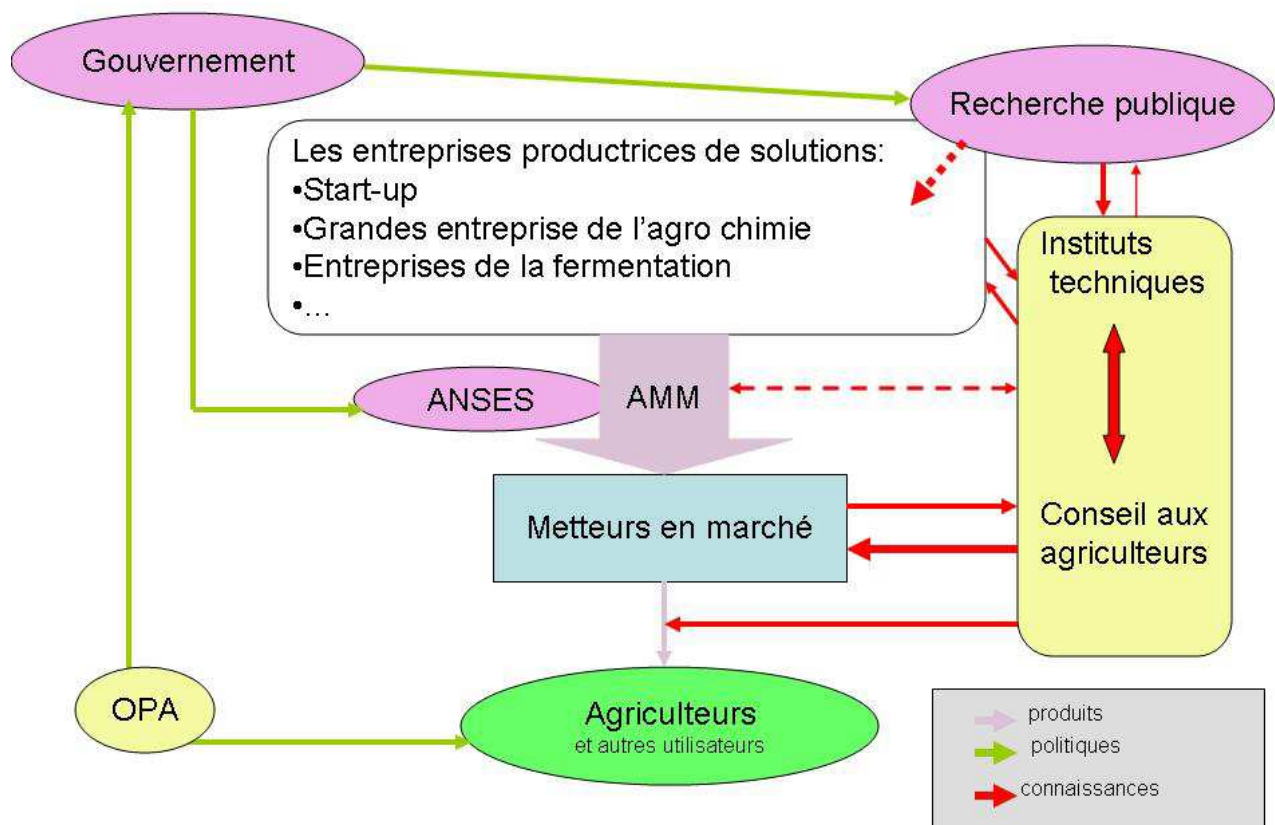 Gouvernement
Recherche publique
Les entreprises productrices de solutions:
•Start-up
•Grandes entreprise de l'agro chimie
•Entreprises de la fermentation
•…
Instituts
techniques
ANSES
AMM
Metteurs en marché
Conseil aux
agriculteurs
OPA
Agriculteurs
et autres utilisateurs
produits
politiques
connaissances